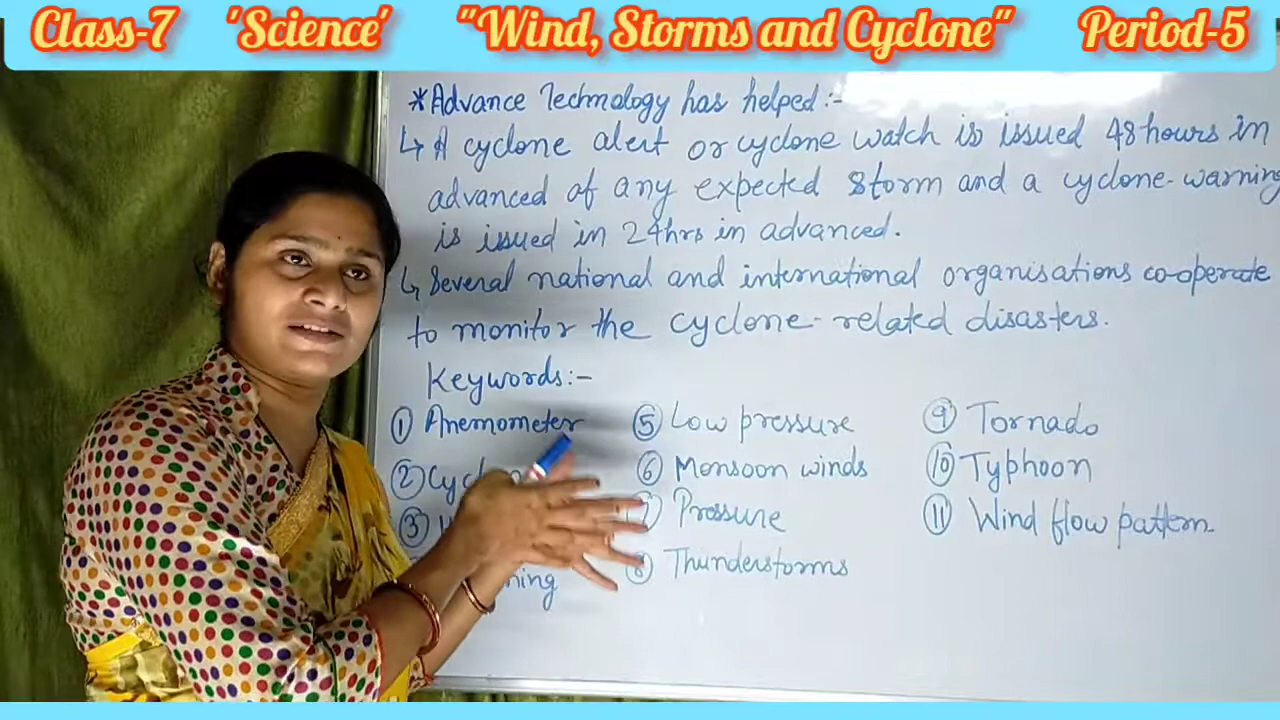 Class-7 'Science' "Wind, Storms and Cyclone" Period-5
*Advance Technology has helped:-
↳ A cyclone alert or cyclone watch is issued 48 hours in
advanced of any expected storm and a cyclone-warning
is issued in 24hrs in advanced.
↳ Several national and international organisations co-operate
to monitor the cyclone-related disasters.
Keywords:-
① Anemometer ⑤ Low pressure ⑨ Tornado
② ⑥ Monsoon winds ⑩ Typhoon
③ Pressure ⑪ Wind flow pattern
⑧ Thunderstorms